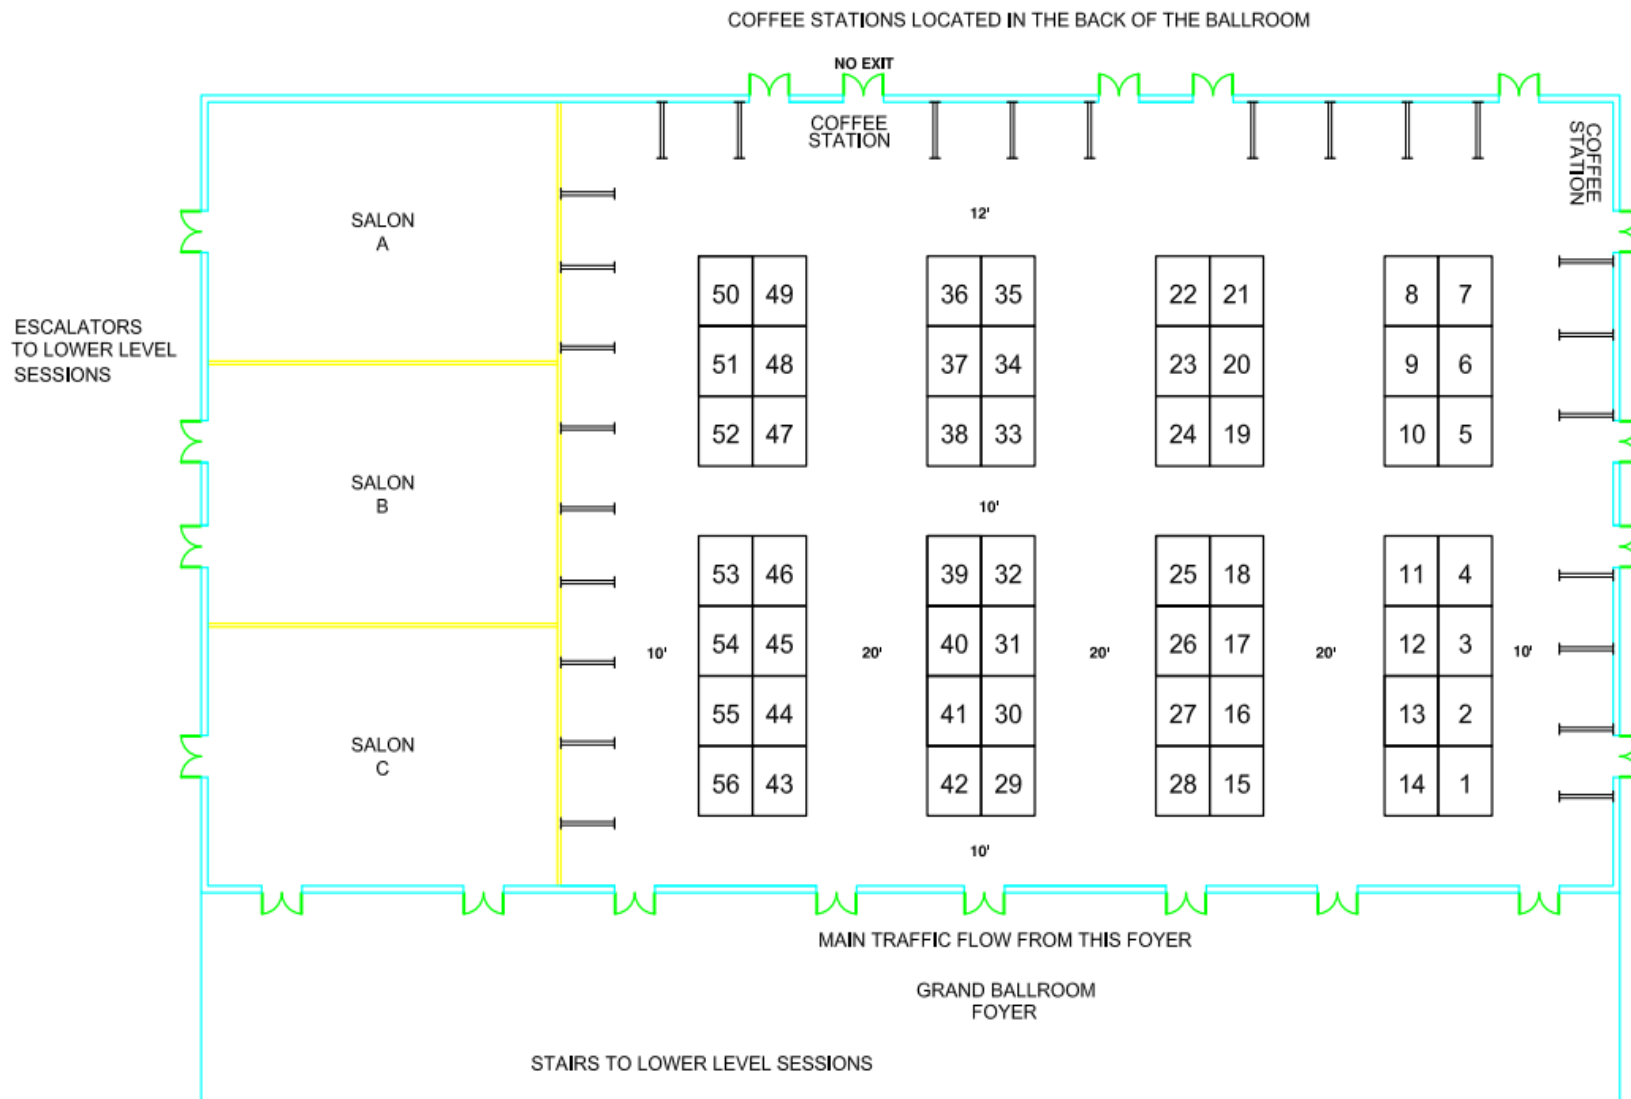 COFFEE STATIONS LOCATED IN THE BACK OF THE BALLROOM
NO EXIT
COFFEE
STATION
COFFEE
STATION
SALON
A
12'
ESCALATORS
TO LOWER LEVEL
SESSIONS
50 49 36 35 22 21 8 7
51 48 37 34 23 20 9 6
52 47 38 33 24 19 10 5
SALON
B
10'
53 46 39 32 25 18 11 4
54 45 40 31 26 17 12 3
10' 20' 20' 20' 10'
55 44 41 30 27 16 13 2
SALON
C
56 43 42 29 28 15 14 1
10'
MAIN TRAFFIC FLOW FROM THIS FOYER
GRAND BALLROOM
FOYER
STAIRS TO LOWER LEVEL SESSIONS